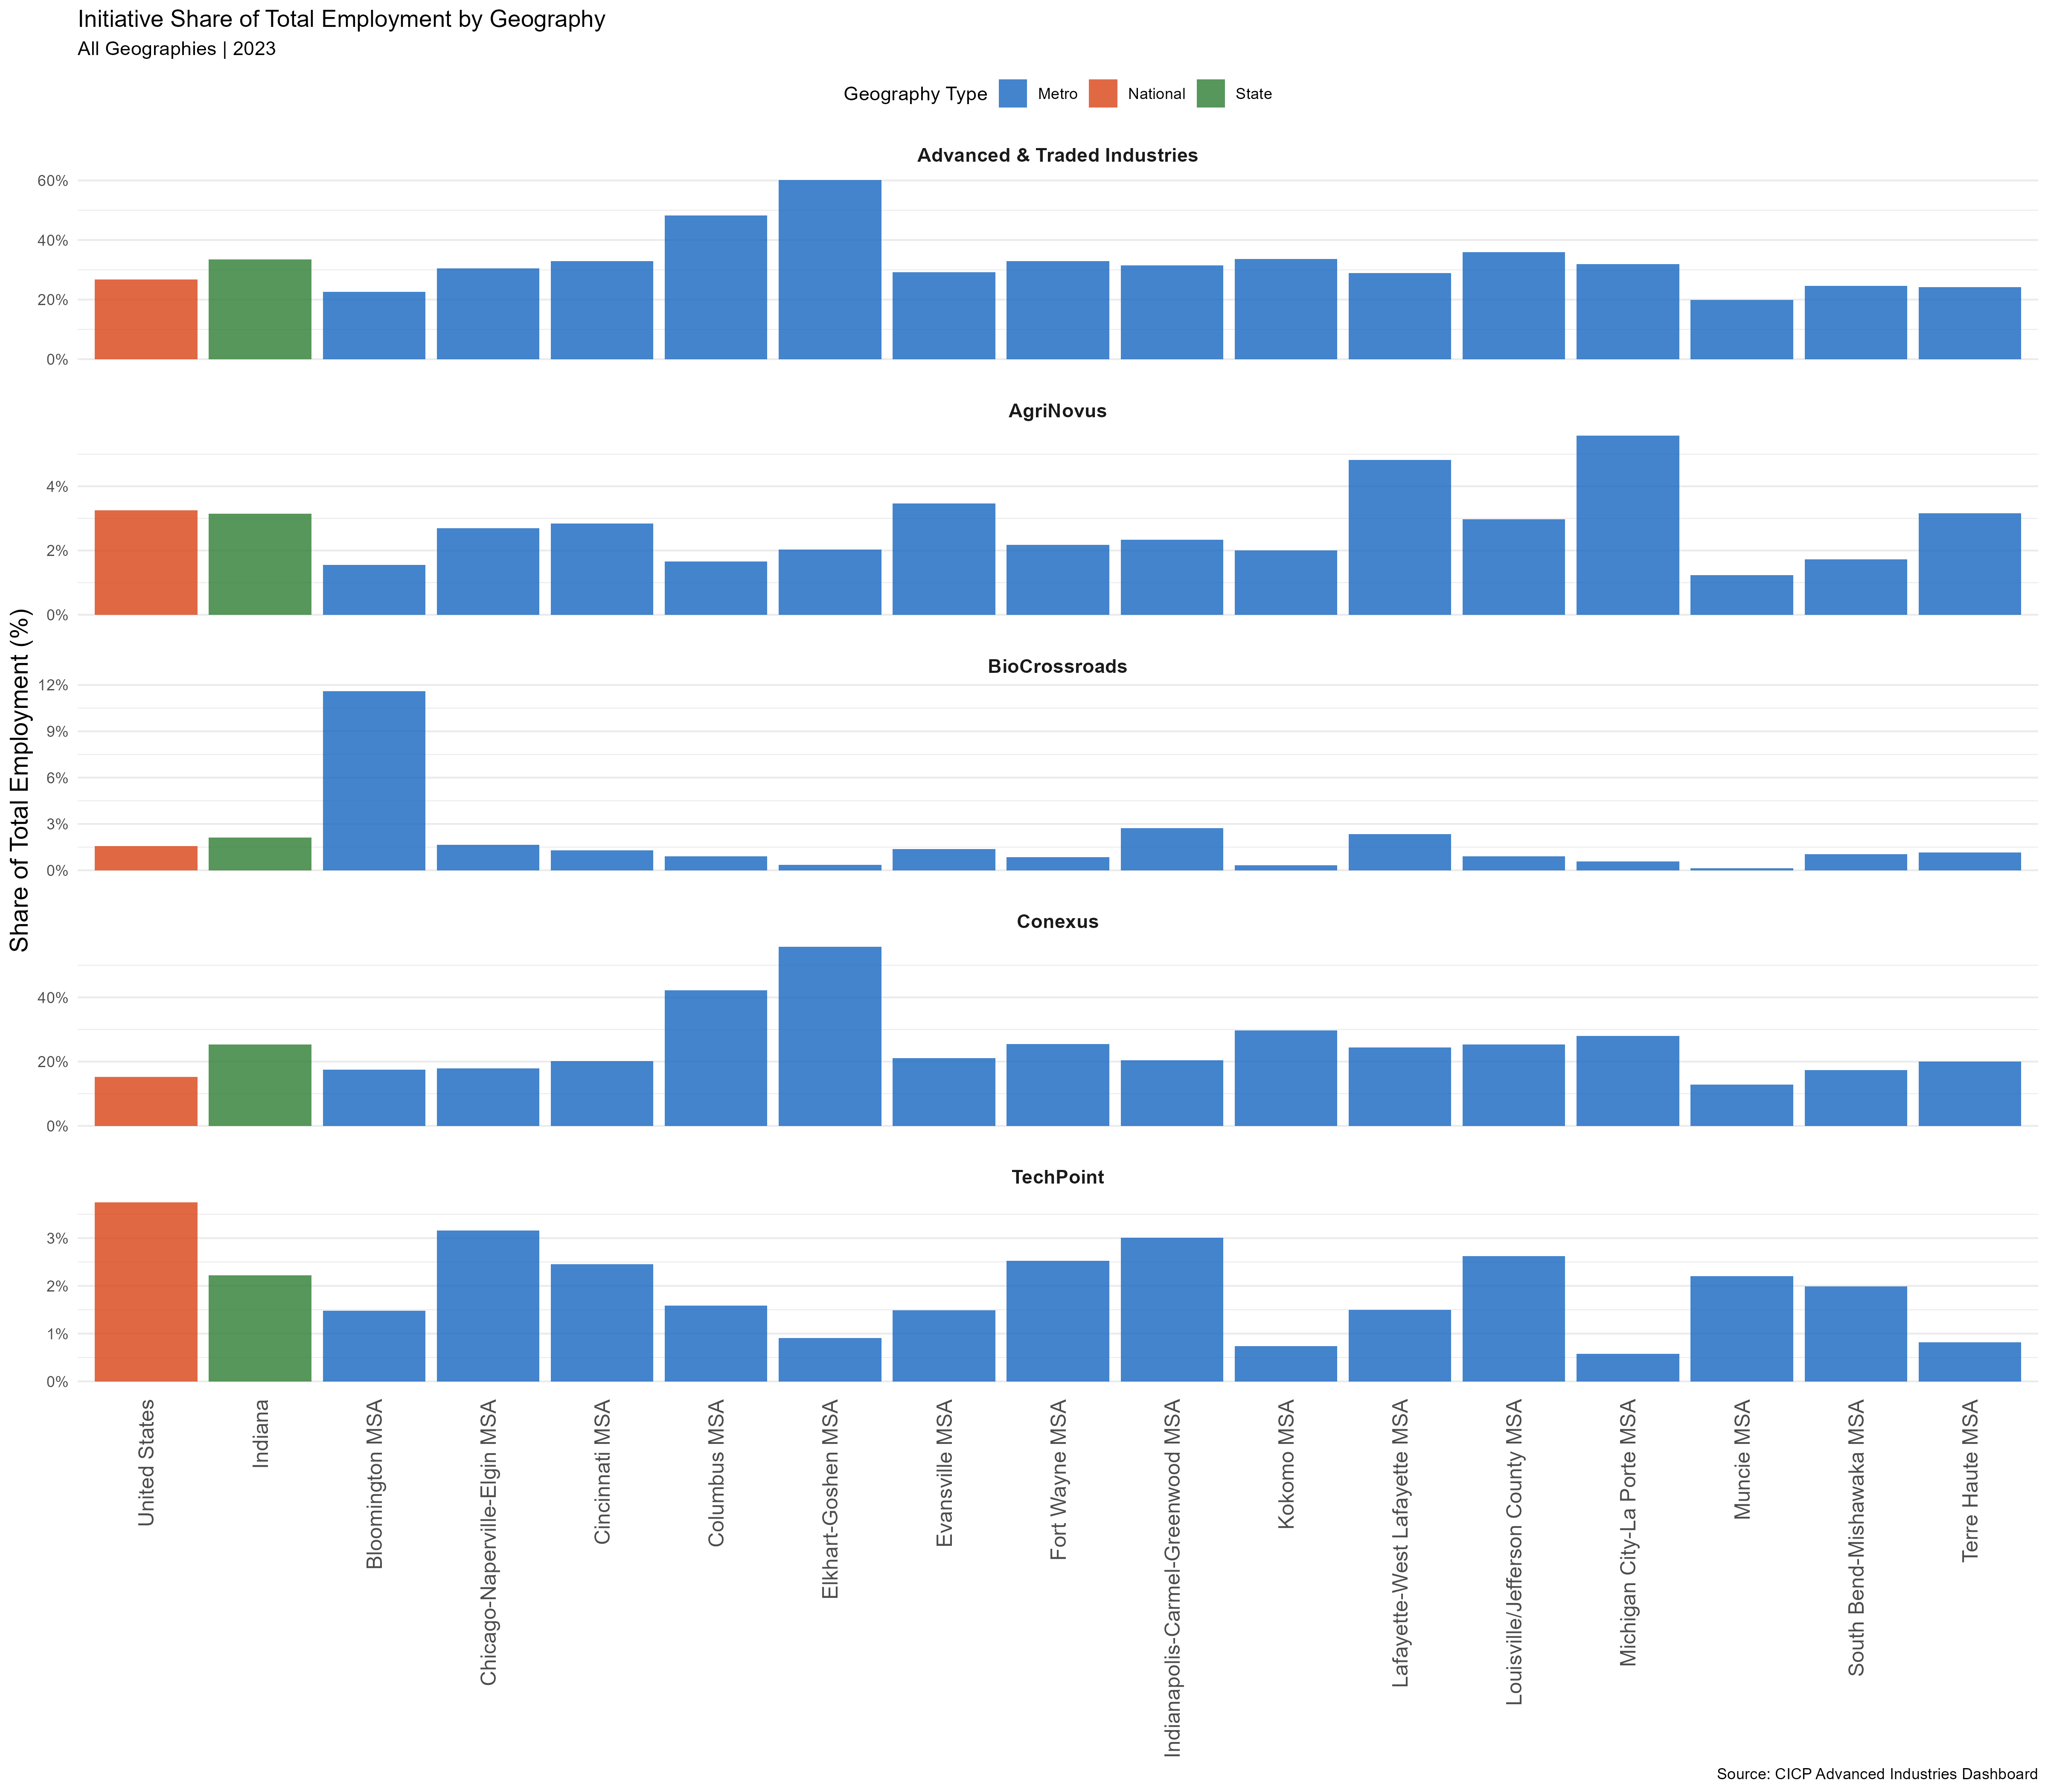 Initiative Share of Total Employment by Geography
All Geographies | 2023
Geography Type
Metro
National
State
Share of Total Employment (%)
Advanced & Traded Industries
60%
40%
20%
0%
AgriNovus
4%
2%
0%
BioCrossroads
12%
9%
6%
3%
0%
Conexus
40%
20%
0%
TechPoint
3%
2%
1%
0%
United States
Indiana
Bloomington MSA
Chicago-Naperville-Elgin MSA
Cincinnati MSA
Columbus MSA
Elkhart-Goshen MSA
Evansville MSA
Fort Wayne MSA
Indianapolis-Carmel-Greenwood MSA
Kokomo MSA
Lafayette-West Lafayette MSA
Louisville/Jefferson County MSA
Michigan City-La Porte MSA
Muncie MSA
South Bend-Mishawaka MSA
Terre Haute MSA
Source: CICP Advanced Industries Dashboard